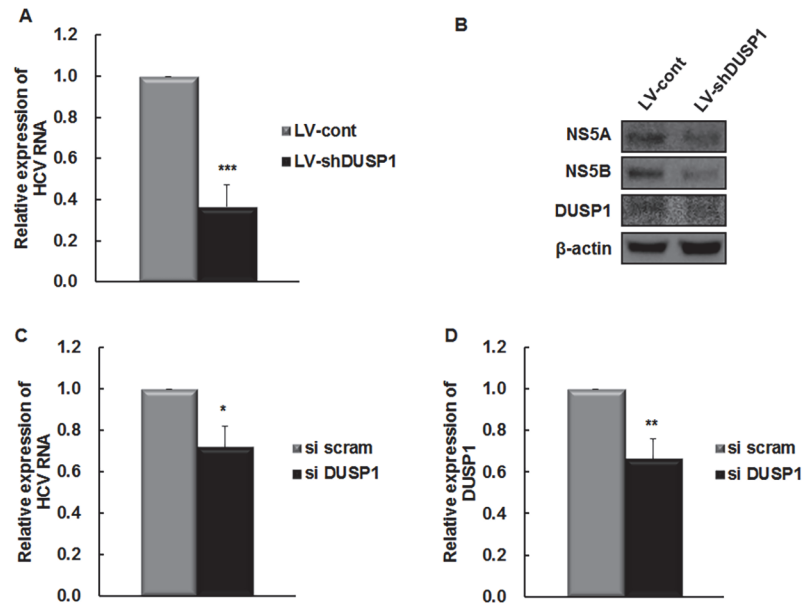 A
Relative expression of
HCV RNA
1.2
1.0
0.8
0.6
0.4
0.2
0.0
***
LV-cont
LV-shDUSP1
B
LV-cont
LV-shDUSP1
NS5A
NS5B
DUSP1
β-actin
C
Relative expression of
HCV RNA
1.2
1.0
0.8
0.6
0.4
0.2
0.0
*
si scram
si DUSP1
D
Relative expression of
DUSP1
1.2
1.0
0.8
0.6
0.4
0.2
0.0
**
si scram
si DUSP1